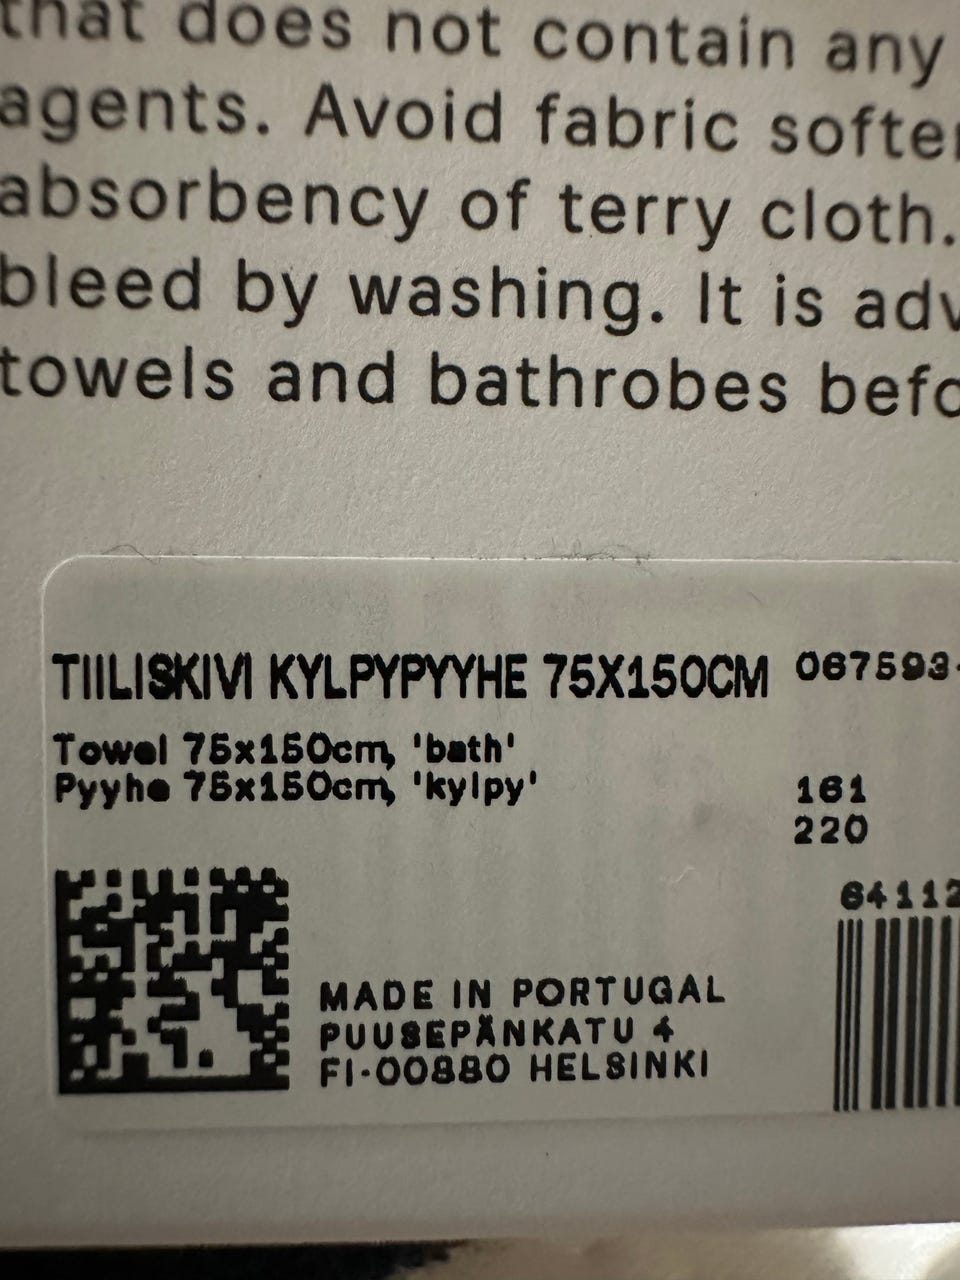 that does not contain any
agents. Avoid fabric softe
absorbency of terry cloth.
bleed by washing. It is adv
towels and bathrobes befo
TIILISKIVI KYLPYPYYHE 75X150CM 067593-
Towel 75x150cm, 'bath'
Pyyhe 75x150cm, 'kylpy'
161
220
64112
MADE IN PORTUGAL
PUUSEPÄNKATU 4
FI-00880 HELSINKI